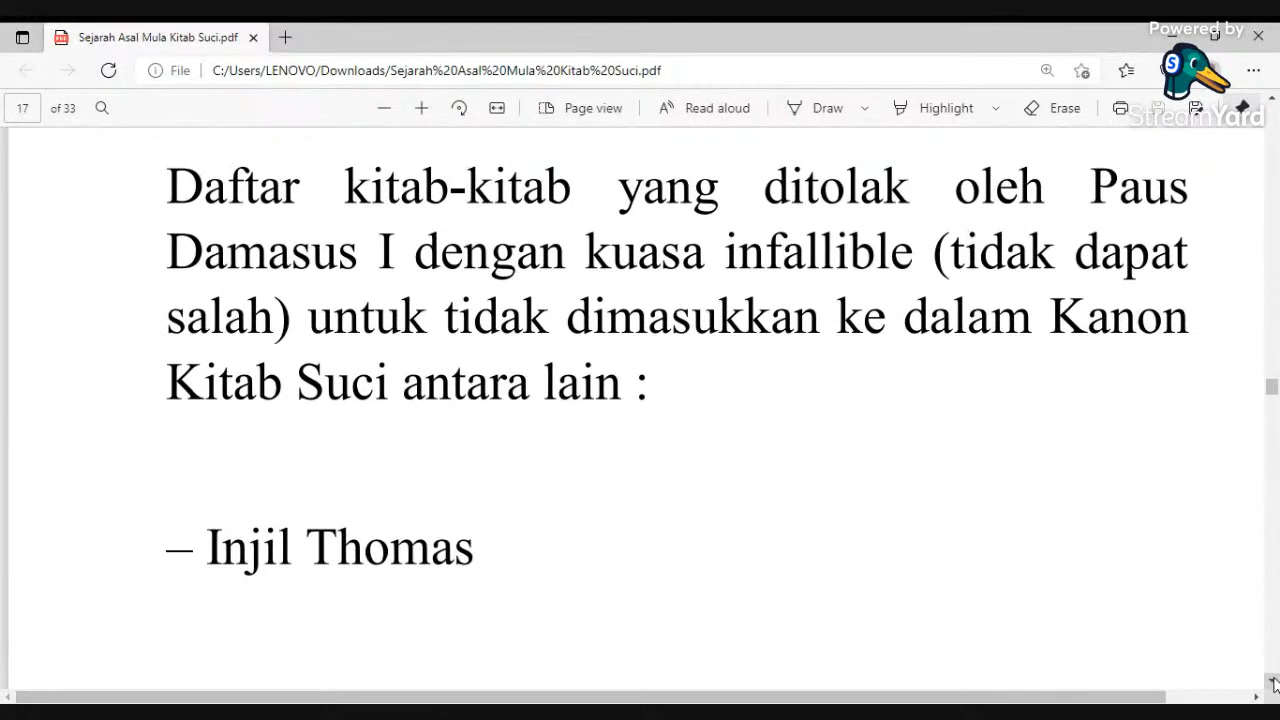 Powered by
Sejarah Asal Mula Kitab Suci.pdf
File C:/Users/LENOVO/Downloads/Sejarah%20Asal%20Mula%20Kitab%20Suci.pdf
17 of 33 Page view Read aloud Draw Highlight Erase
StreamYard
Daftar kitab-kitab yang ditolak oleh Paus
Damasus I dengan kuasa infallible (tidak dapat
salah) untuk tidak dimasukkan ke dalam Kanon
Kitab Suci antara lain :
– Injil Thomas